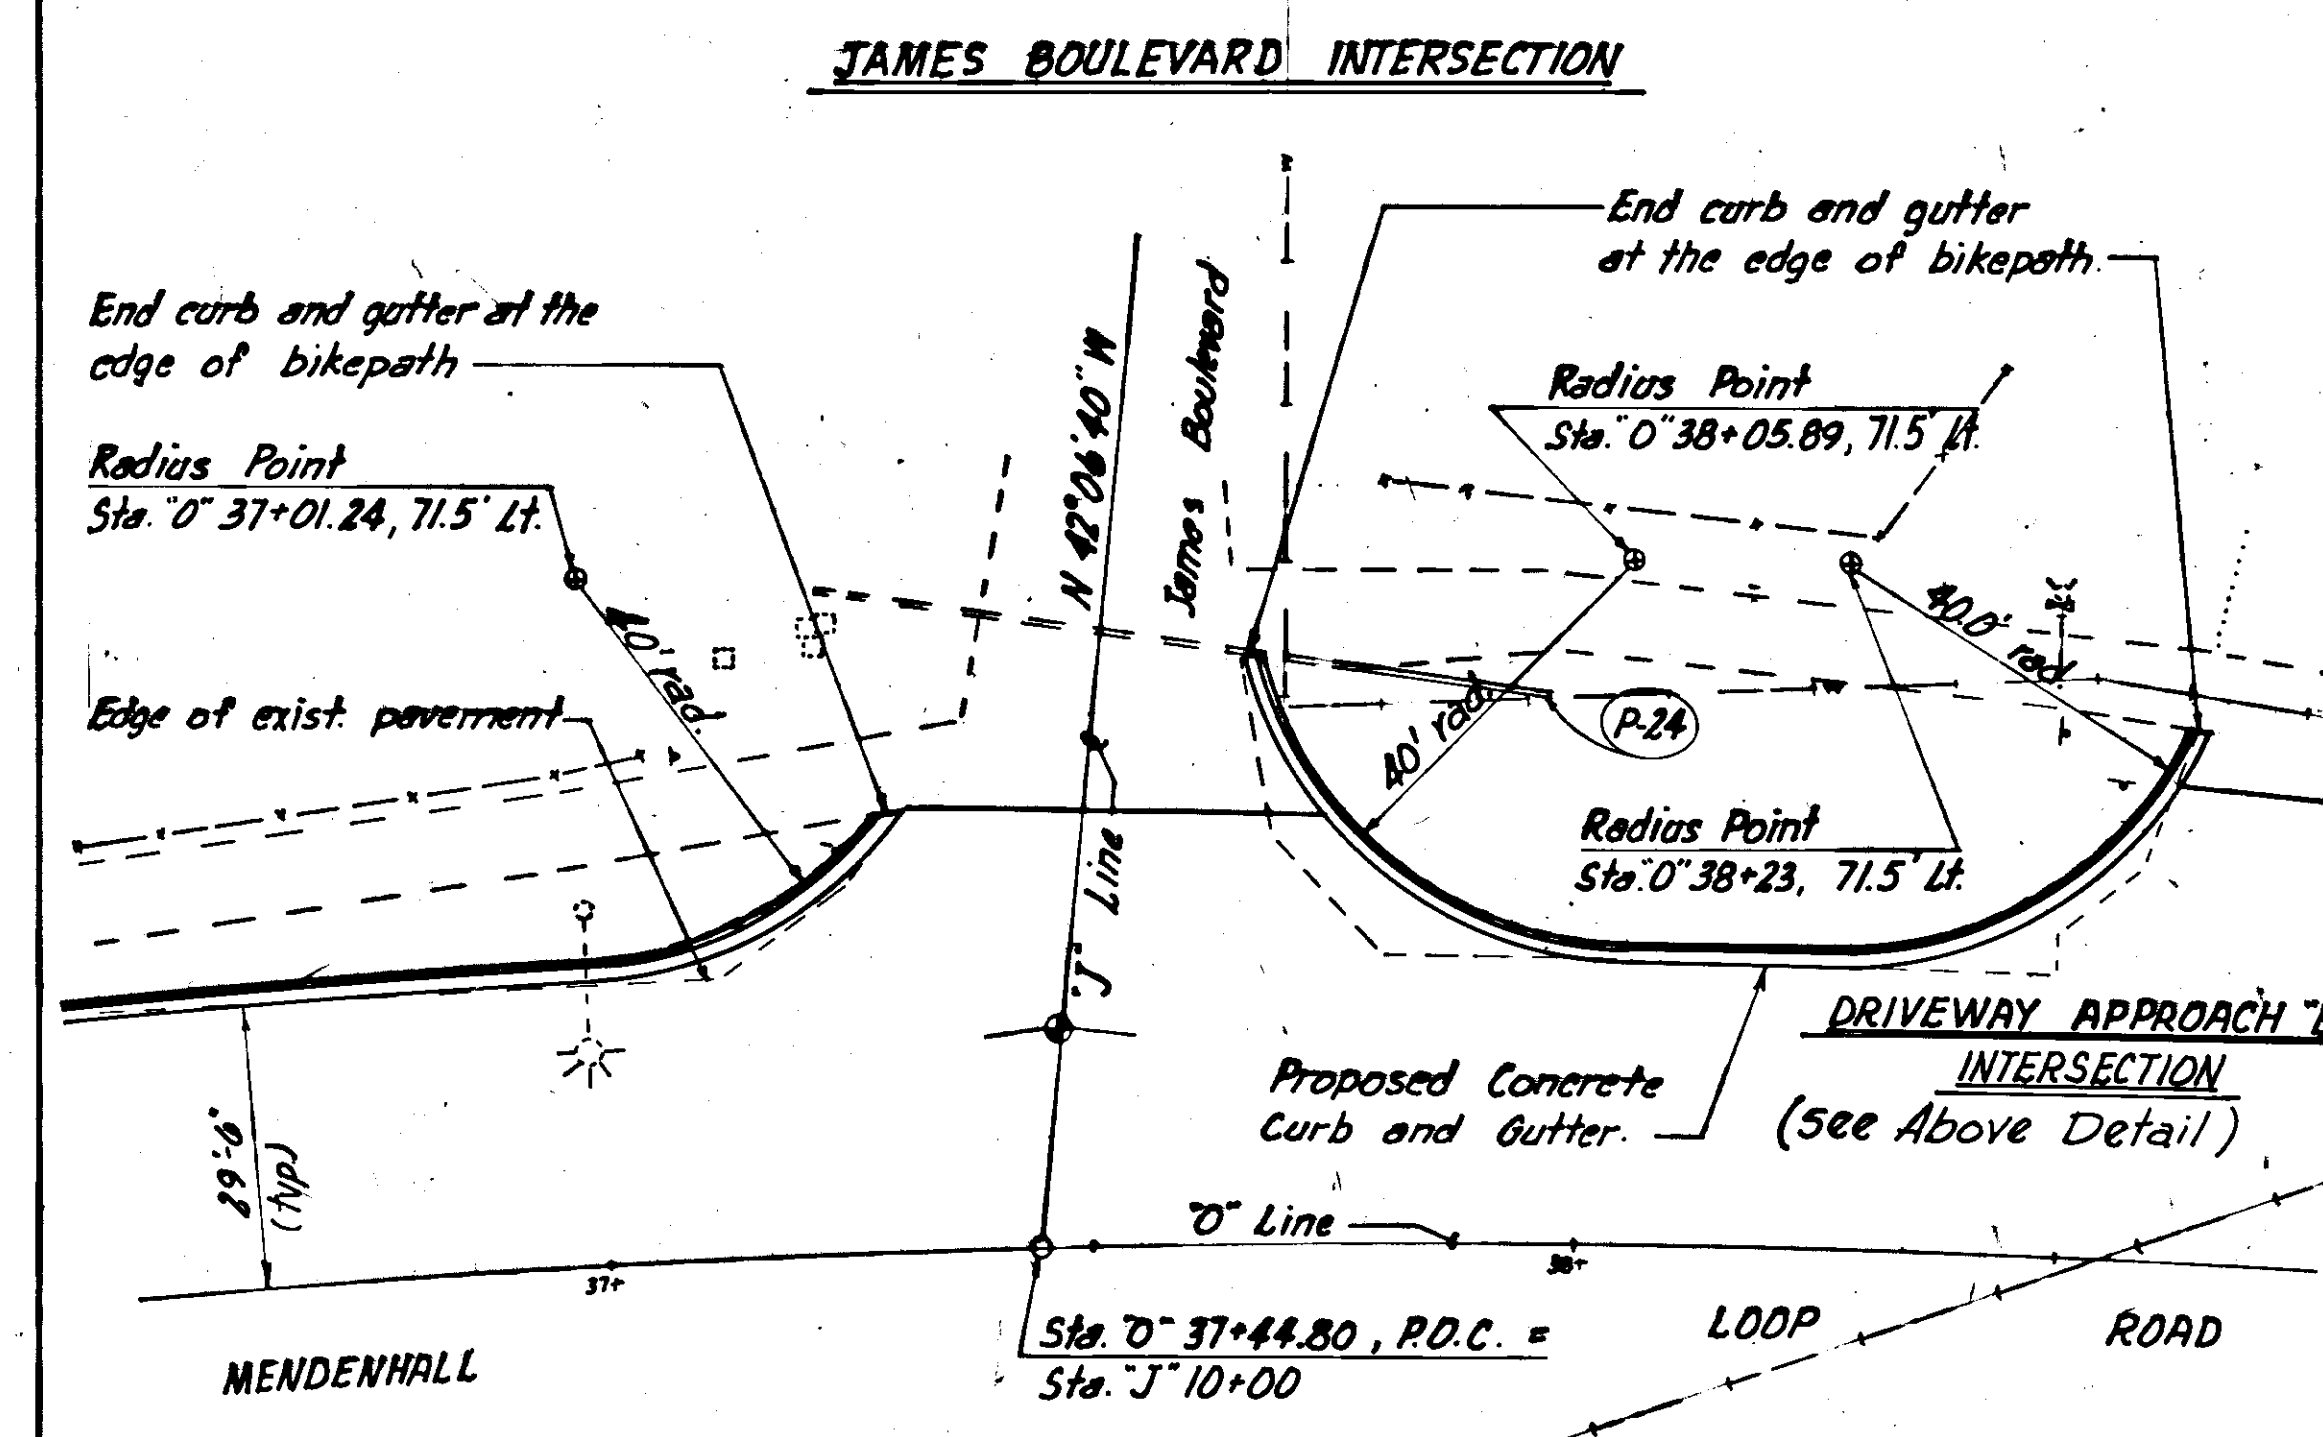 JAMES BOULEVARD INTERSECTION
End curb and gutter
at the edge of bikepath.
End curb and gutter at the
edge of bikepath
N 42°06'40" W
James Boulevard
Radius Point
Sta. "O" 38+05.89, 71.5' Lt.
Radius Point
Sta. "O" 37+01.24, 71.5' Lt.
40' rad.
40.0' rad.
Edge of exist. pavement
40' rad.
P-24
Radius Point
Sta. "O" 38+23, 71.5' Lt.
"J" Line
DRIVEWAY APPROACH
INTERSECTION
(See Above Detail)
Proposed Concrete
Curb and Gutter.
29'-6"
(typ.)
"O" Line
37+
38+
Sta. "O" 37+44.80, P.O.C. =
Sta. "J" 10+00
MENDENHALL LOOP ROAD